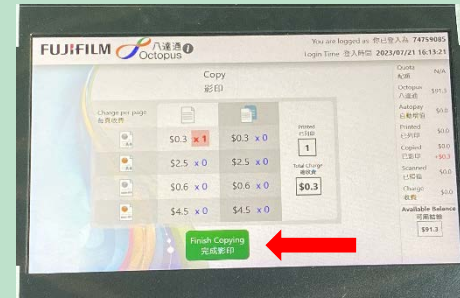 You are logged as 你已登入為 74759085
Login Time 登入時間 2023/07/21 16:13:21
FUJIFILM
八達通
Octopus
Copy
影印
Charge per page
每頁收費
$0.3 x 1
$0.3 x 0
$2.5 x 0
$2.5 x 0
$0.6 x 0
$0.6 x 0
$4.5 x 0
$4.5 x 0
Printed
已列印
1
Total Charge
總收費
$0.3
Finish Copying
完成影印
Quota
配額
N/A
Octopus
八達通
$91.3
Autopay
自動增值
$0.0
Printed
已列印
$0.0
Copied
已影印
+$0.3
Scanned
已掃描
$0.0
Charge
收費
$0.0
Available Balance
可用結餘
$91.3